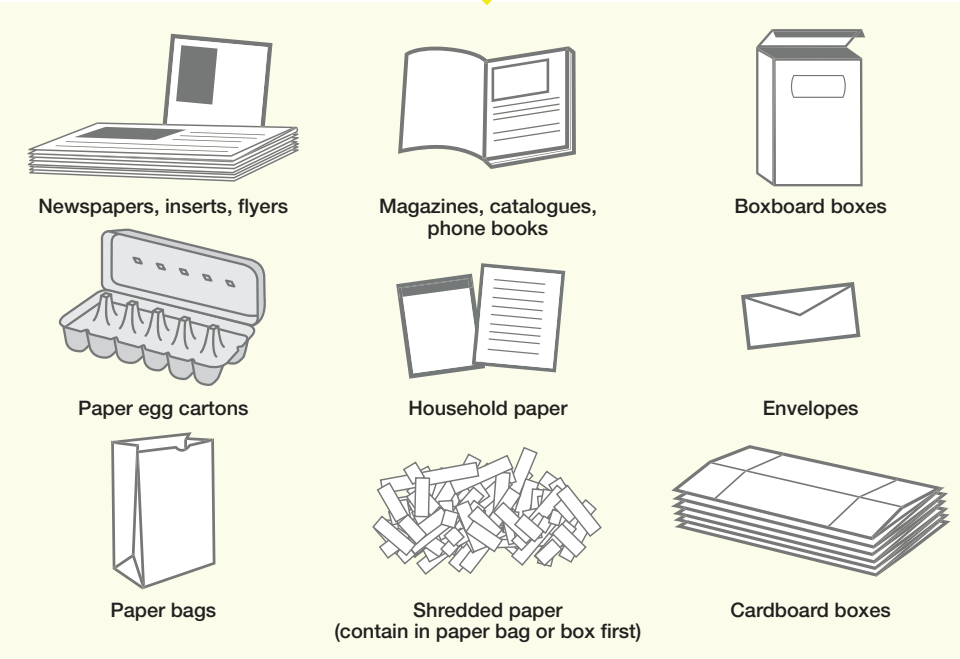 Newspapers, inserts, flyers
Magazines, catalogues,
phone books
Boxboard boxes
Paper egg cartons
Household paper
Envelopes
Paper bags
Shredded paper
(contain in paper bag or box first)
Cardboard boxes